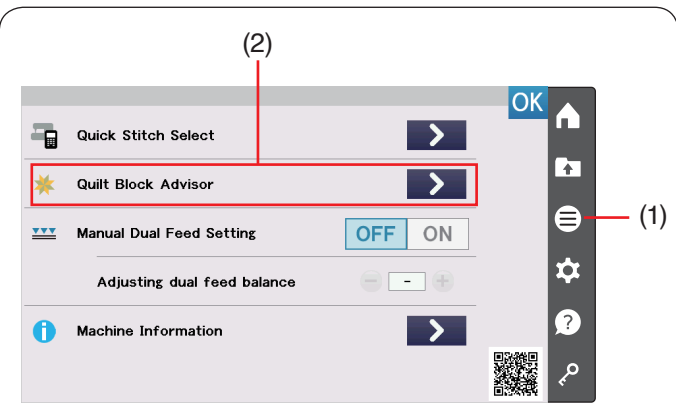 (2)
OK
Quick Stitch Select
Quilt Block Advisor
(1)
Manual Dual Feed Setting OFF ON
Adjusting dual feed balance - 
Machine Information